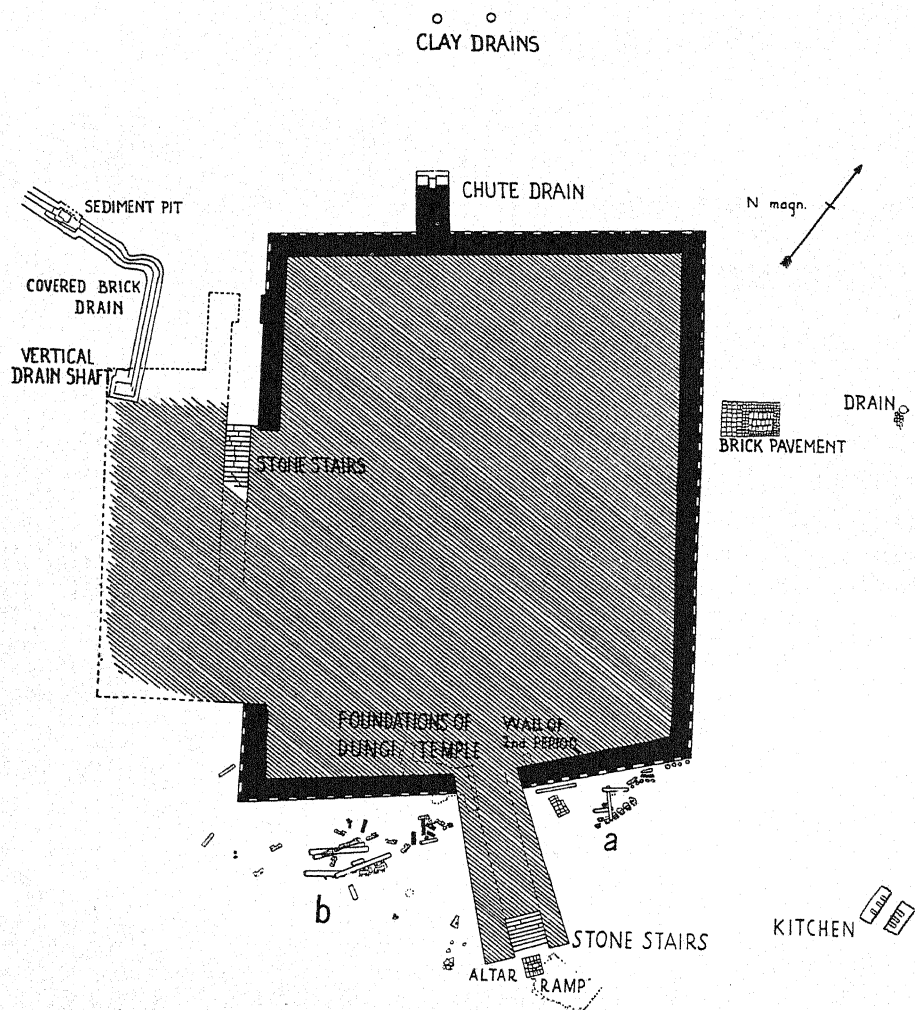 CLAY DRAINS
CHUTE DRAIN
N magn.
SEDIMENT PIT
COVERED BRICK
DRAIN
VERTICAL
DRAIN SHAFT
DRAIN
BRICK PAVEMENT
STONE STAIRS
FOUNDATIONS OF
DUNGI TEMPLE
WALL OF
2nd PERIOD
a
b
KITCHEN
STONE STAIRS
ALTAR
RAMP